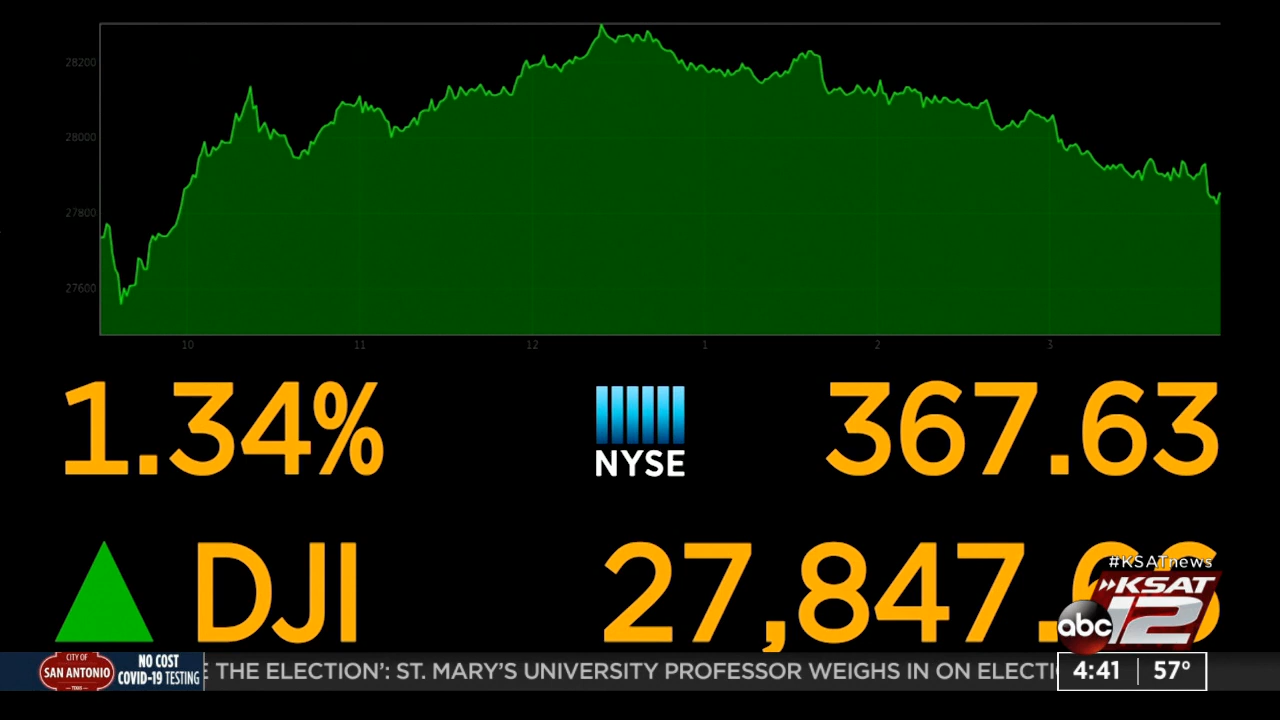 28200
28000
27800
27600
10 11 12 1 2 3
1.34%
NYSE
367.63
DJI
27,847.
#KSATnews
KSAT
abc 12
CITY OF
SAN ANTONIO
TEXAS
NO COST
COVID-19 TESTING
E THE ELECTION’: ST. MARY’S UNIVERSITY PROFESSOR WEIGHS IN ON ELECTI
4:41 57°